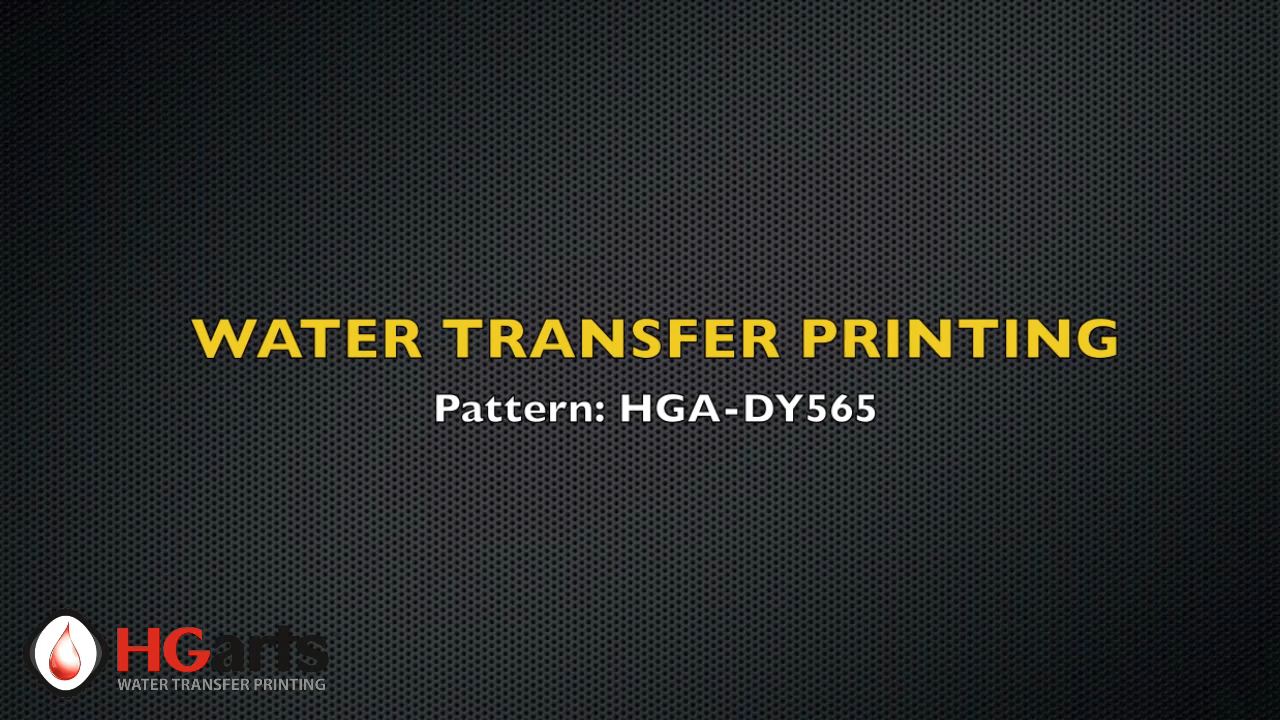 WATER TRANSFER PRINTING
Pattern: HGA-DY565
HGarts
WATER TRANSFER PRINTING